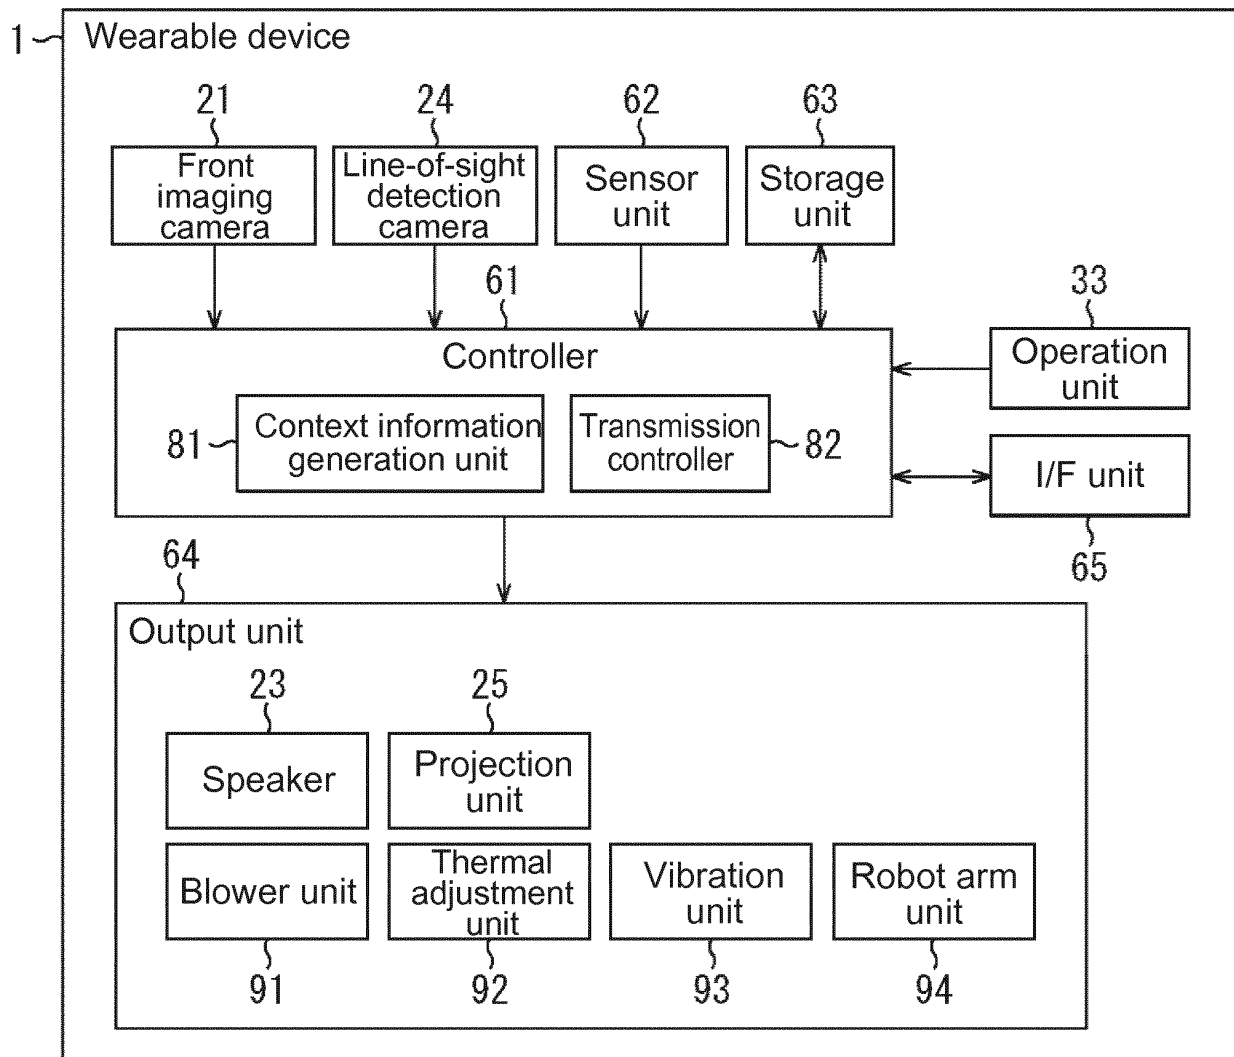 1
Wearable device
21
24
62
63
Front
imaging
camera
Line-of-sight
detection
camera
Sensor
unit
Storage
unit
61
33
Controller
Operation
unit
81
Context information
generation unit
Transmission
controller
82
I/F unit
65
64
Output unit
23
25
Speaker
Projection
unit
Blower unit
Thermal
adjustment
unit
Vibration
unit
Robot arm
unit
91
92
93
94